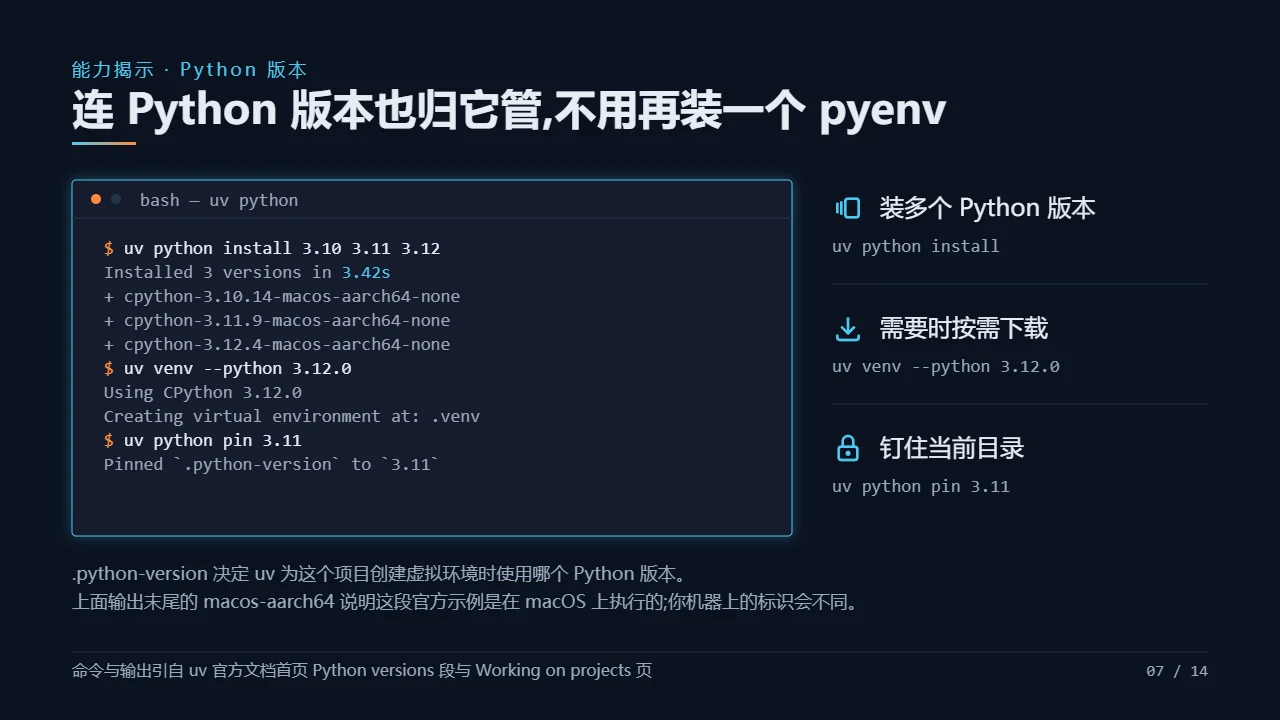 能力揭示 · Python 版本
连 Python 版本也归它管,不用再装一个 pyenv
bash — uv python
$ uv python install 3.10 3.11 3.12
Installed 3 versions in 3.42s
+ cpython-3.10.14-macos-aarch64-none
+ cpython-3.11.9-macos-aarch64-none
+ cpython-3.12.4-macos-aarch64-none
$ uv venv --python 3.12.0
Using CPython 3.12.0
Creating virtual environment at: .venv
$ uv python pin 3.11
Pinned `.python-version` to `3.11`
装多个 Python 版本
uv python install
需要时按需下载
uv venv --python 3.12.0
钉住当前目录
uv python pin 3.11
.python-version 决定 uv 为这个项目创建虚拟环境时使用哪个 Python 版本。
上面输出末尾的 macos-aarch64 说明这段官方示例是在 macOS 上执行的;你机器上的标识会不同。
命令与输出引自 uv 官方文档首页 Python versions 段与 Working on projects 页
07 / 14